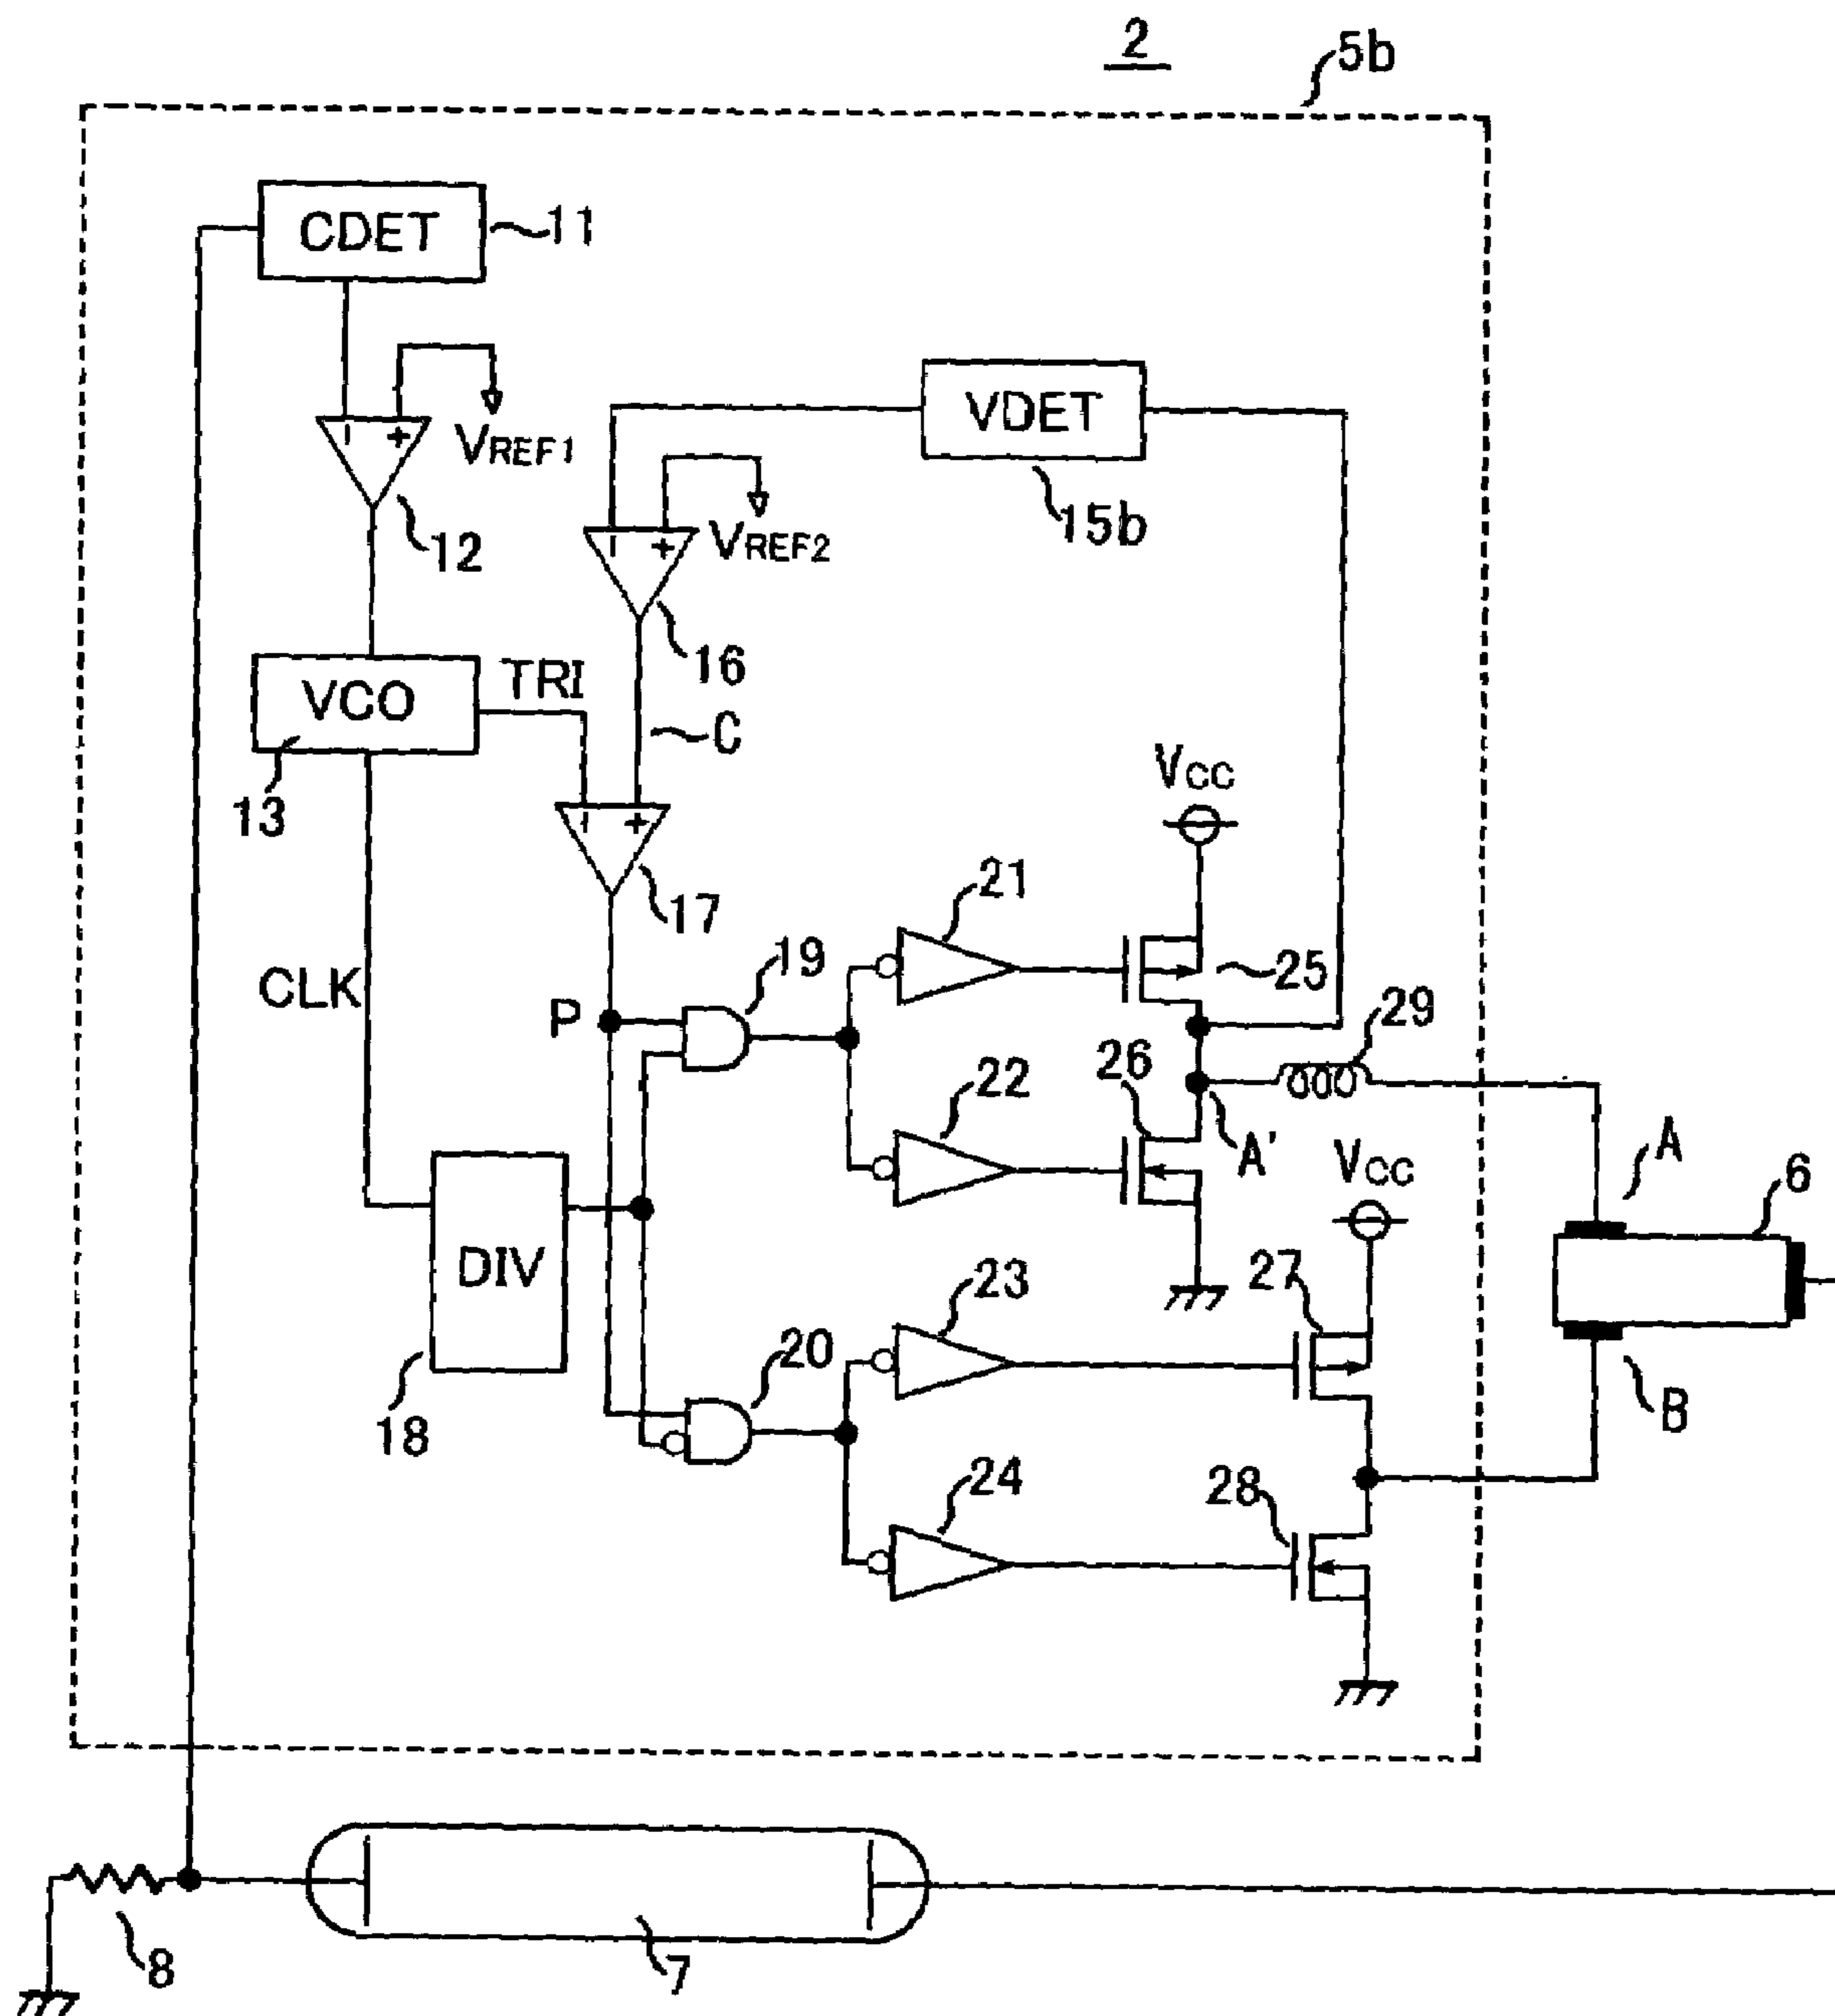 2
5b
CDET
11
VREF1
VDET
12
VREF2
15b
16
VCO
TRI
C
13
VCC
17
21
CLK
19
25
P
29
26
22
A'
A
VCC
6
DIV
23
27
20
18
B
24
28
8
7
- +
- +
- +